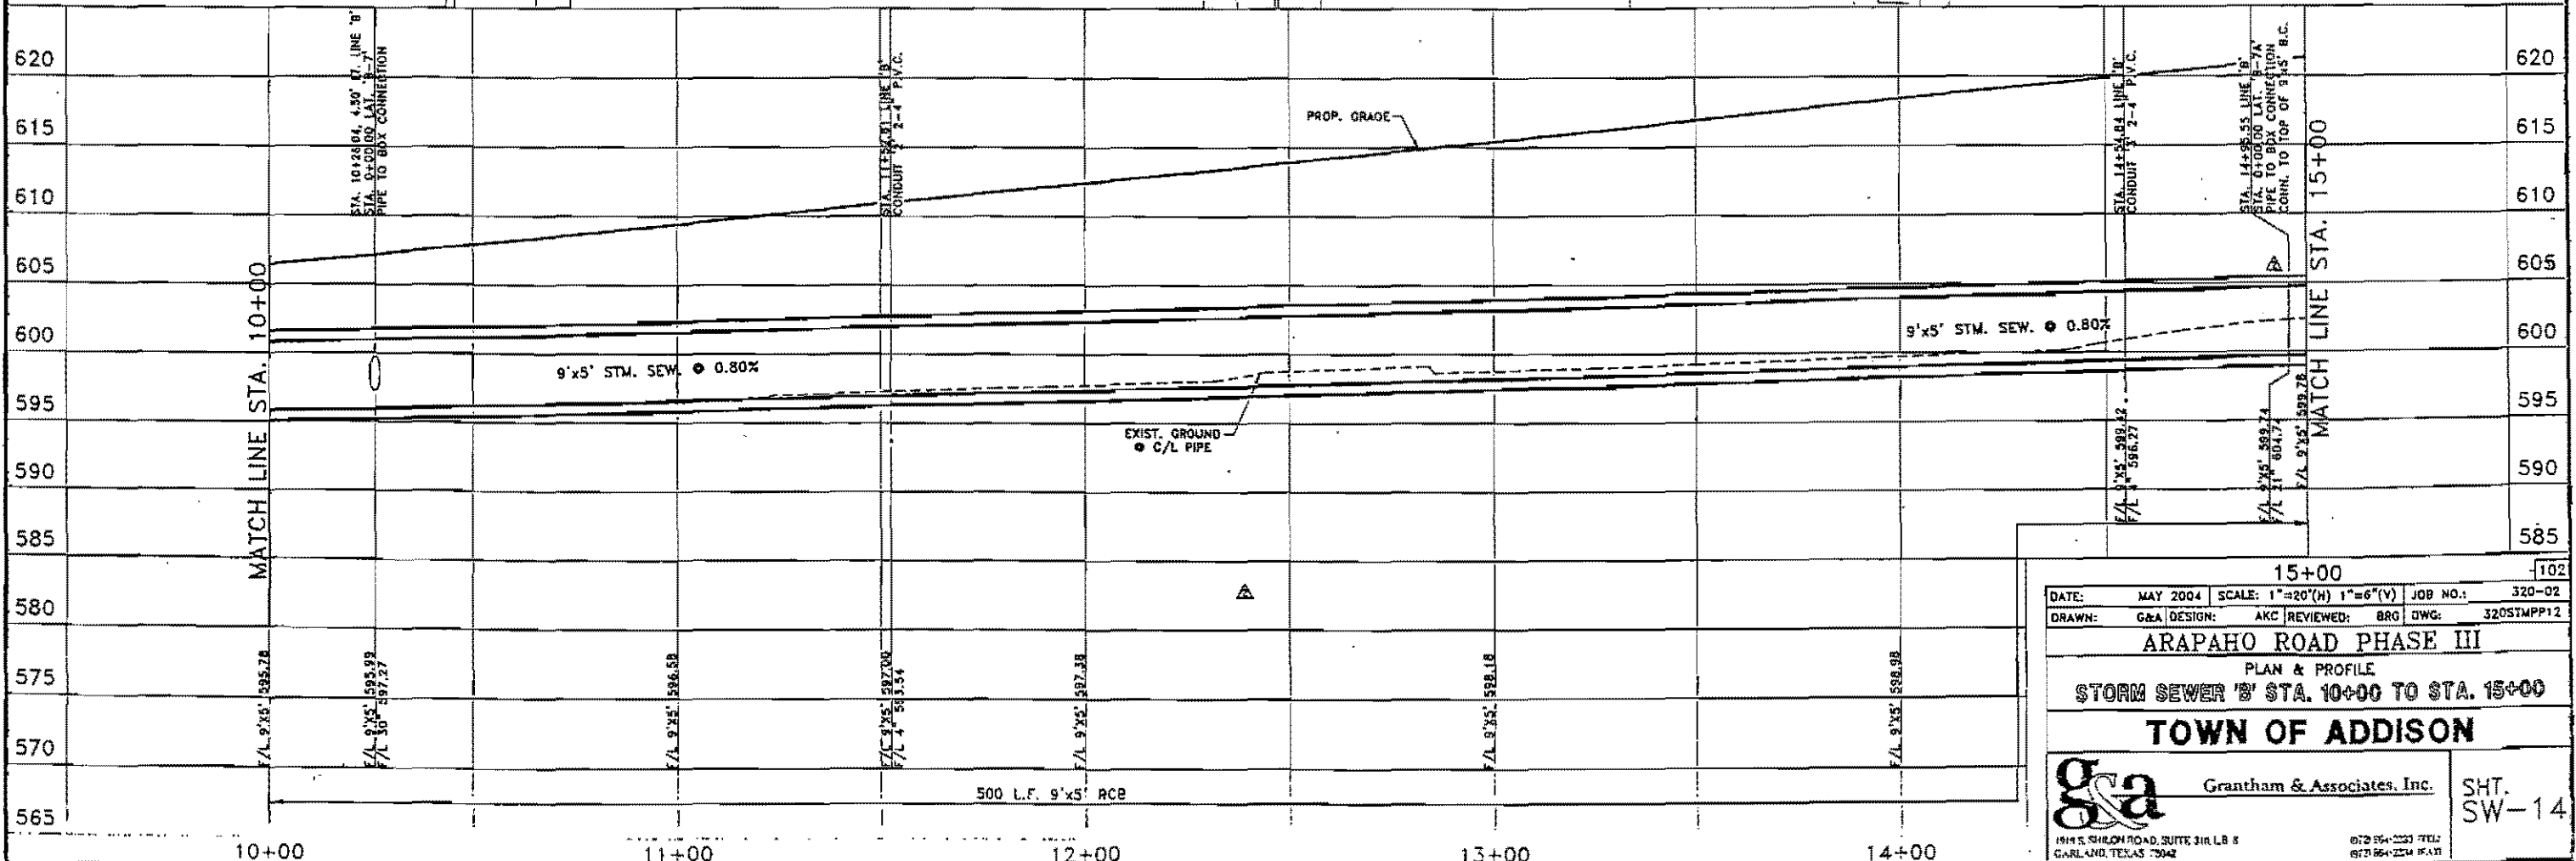 620
615
610
605
600
595
590
585
580
575
570
565
MATCH LINE STA. 10+00
STA. 10+26.04, 4.50' LT. LINE 'B'
STA. 0+00.00 LAT. 'B-7'
PIPE TO BOX CONNECTION
STA. 11+52.81 LINE 'B'
CONDUIT '2' 2-4" P.V.C.
PROP. GRADE
STA. 14+54.84 LINE 'B'
CONDUIT '3' 2-4" P.V.C.
STA. 14+95.55 LINE 'B'
STA. 0+00.00 LAT. 'B-7A'
PIPE TO BOX CONNECTION
CONN. TO TOP OF 9'x5' B.C.
MATCH LINE STA. 15+00
620
615
610
605
600
595
590
585
9'x5' STM. SEW. @ 0.80%
9'x5' STM. SEW. @ 0.80%
EXIST. GROUND
@ C/L PIPE
F/L 9'X5' 595.78
F/L 9'X5' 595.99
F/L 30" 597.27
F/L 9'X5' 596.58
F/L 9'X5' 597.00
F/L 4"
F/L 9'X5' 597.38
F/L 9'X5' 598.18
F/L 9'X5' 598.98
F/L 9'X5' 599.42
F/L 4" 596.27
F/L 9'X5' 599.74
F/L 21" 604.74
F/L 9'X5' 599.78
500 L.F. 9'x5' RCB
10+00
11+00
12+00
13+00
14+00
15+00
102
DATE: MAY 2004 SCALE: 1"=20'(H) 1"=6'(V) JOB NO.: 320-02
DRAWN: G&A DESIGN: AKC REVIEWED: BRG DWG: 320STMPP12
ARAPAHO ROAD PHASE III
PLAN & PROFILE
STORM SEWER 'B' STA. 10+00 TO STA. 15+00
TOWN OF ADDISON
g&a
Grantham & Associates, Inc.
1919 S. SHILOH ROAD, SUITE 310, L.B. 8
GARLAND, TEXAS 75042
SHT.
SW-14